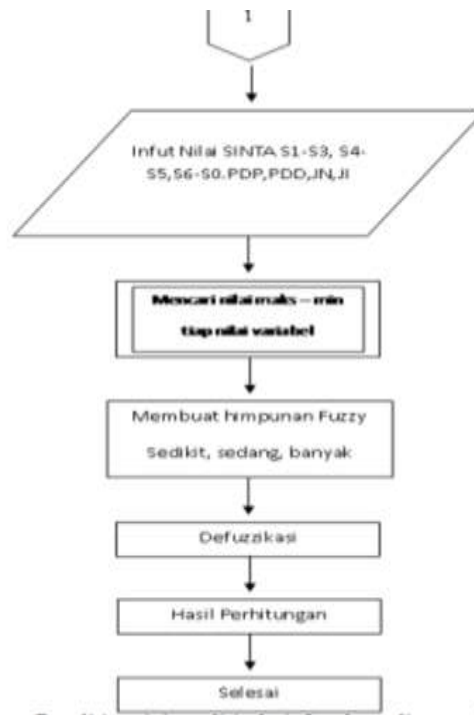 1
Infut Nilai SINTA S1-S3, S4-
S5,S6-S0.PDP,PDD,JN,JI
Mencari nilai maks – min
tiap nilai variabel
Membuat himpunan Fuzzy
Sedikit, sedang, banyak
Defuzzikasi
Hasil Perhitungan
Selesai